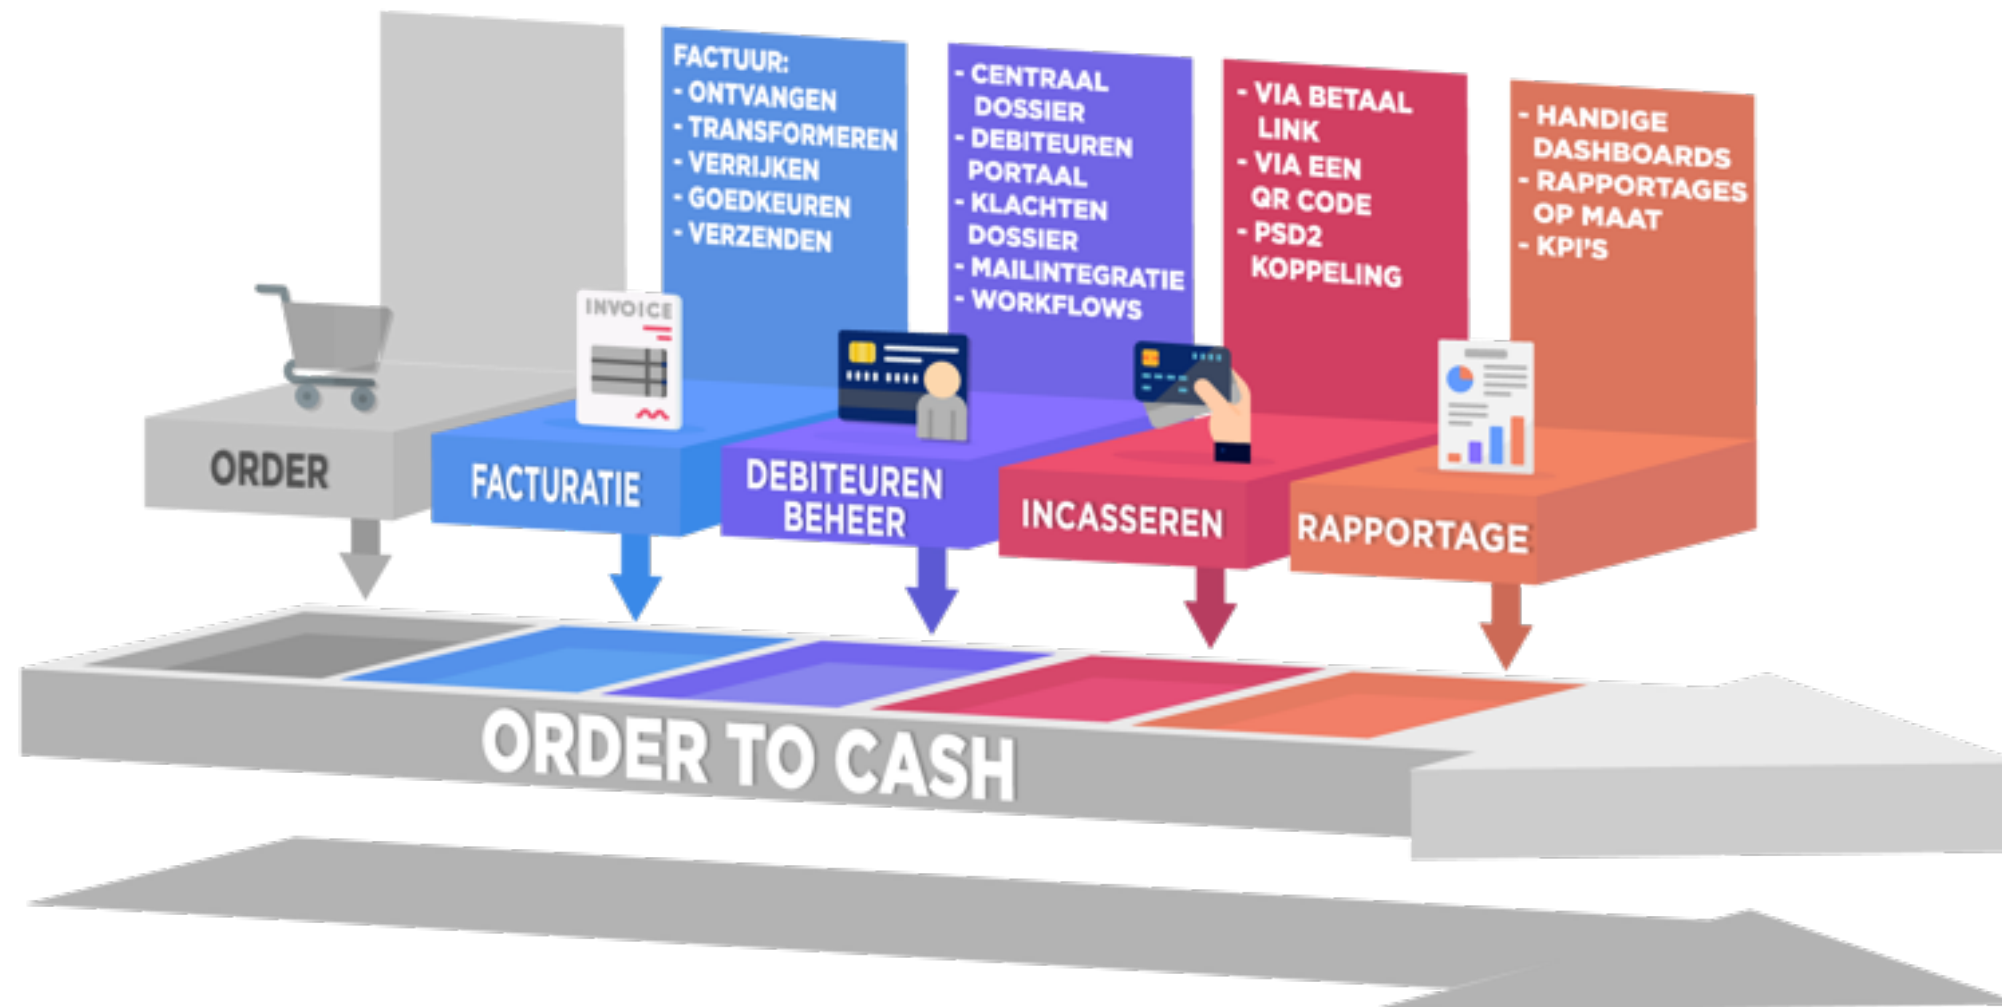 FACTUUR:
- ONTVANGEN
- TRANSFORMEREN
- VERRIJKEN
- GOEDKEUREN
- VERZENDEN
- CENTRAAL
DOSSIER
- DEBITEUREN
PORTAAL
- KLACHTEN
DOSSIER
- MAILINTEGRATIE
- WORKFLOWS
- VIA BETAAL
LINK
- VIA EEN
QR CODE
- PSD2
KOPPELING
- HANDIGE
DASHBOARDS
- RAPPORTAGES
OP MAAT
- KPI'S
INVOICE
ORDER
FACTURATIE
DEBITEUREN
BEHEER
INCASSEREN
RAPPORTAGE
ORDER TO CASH